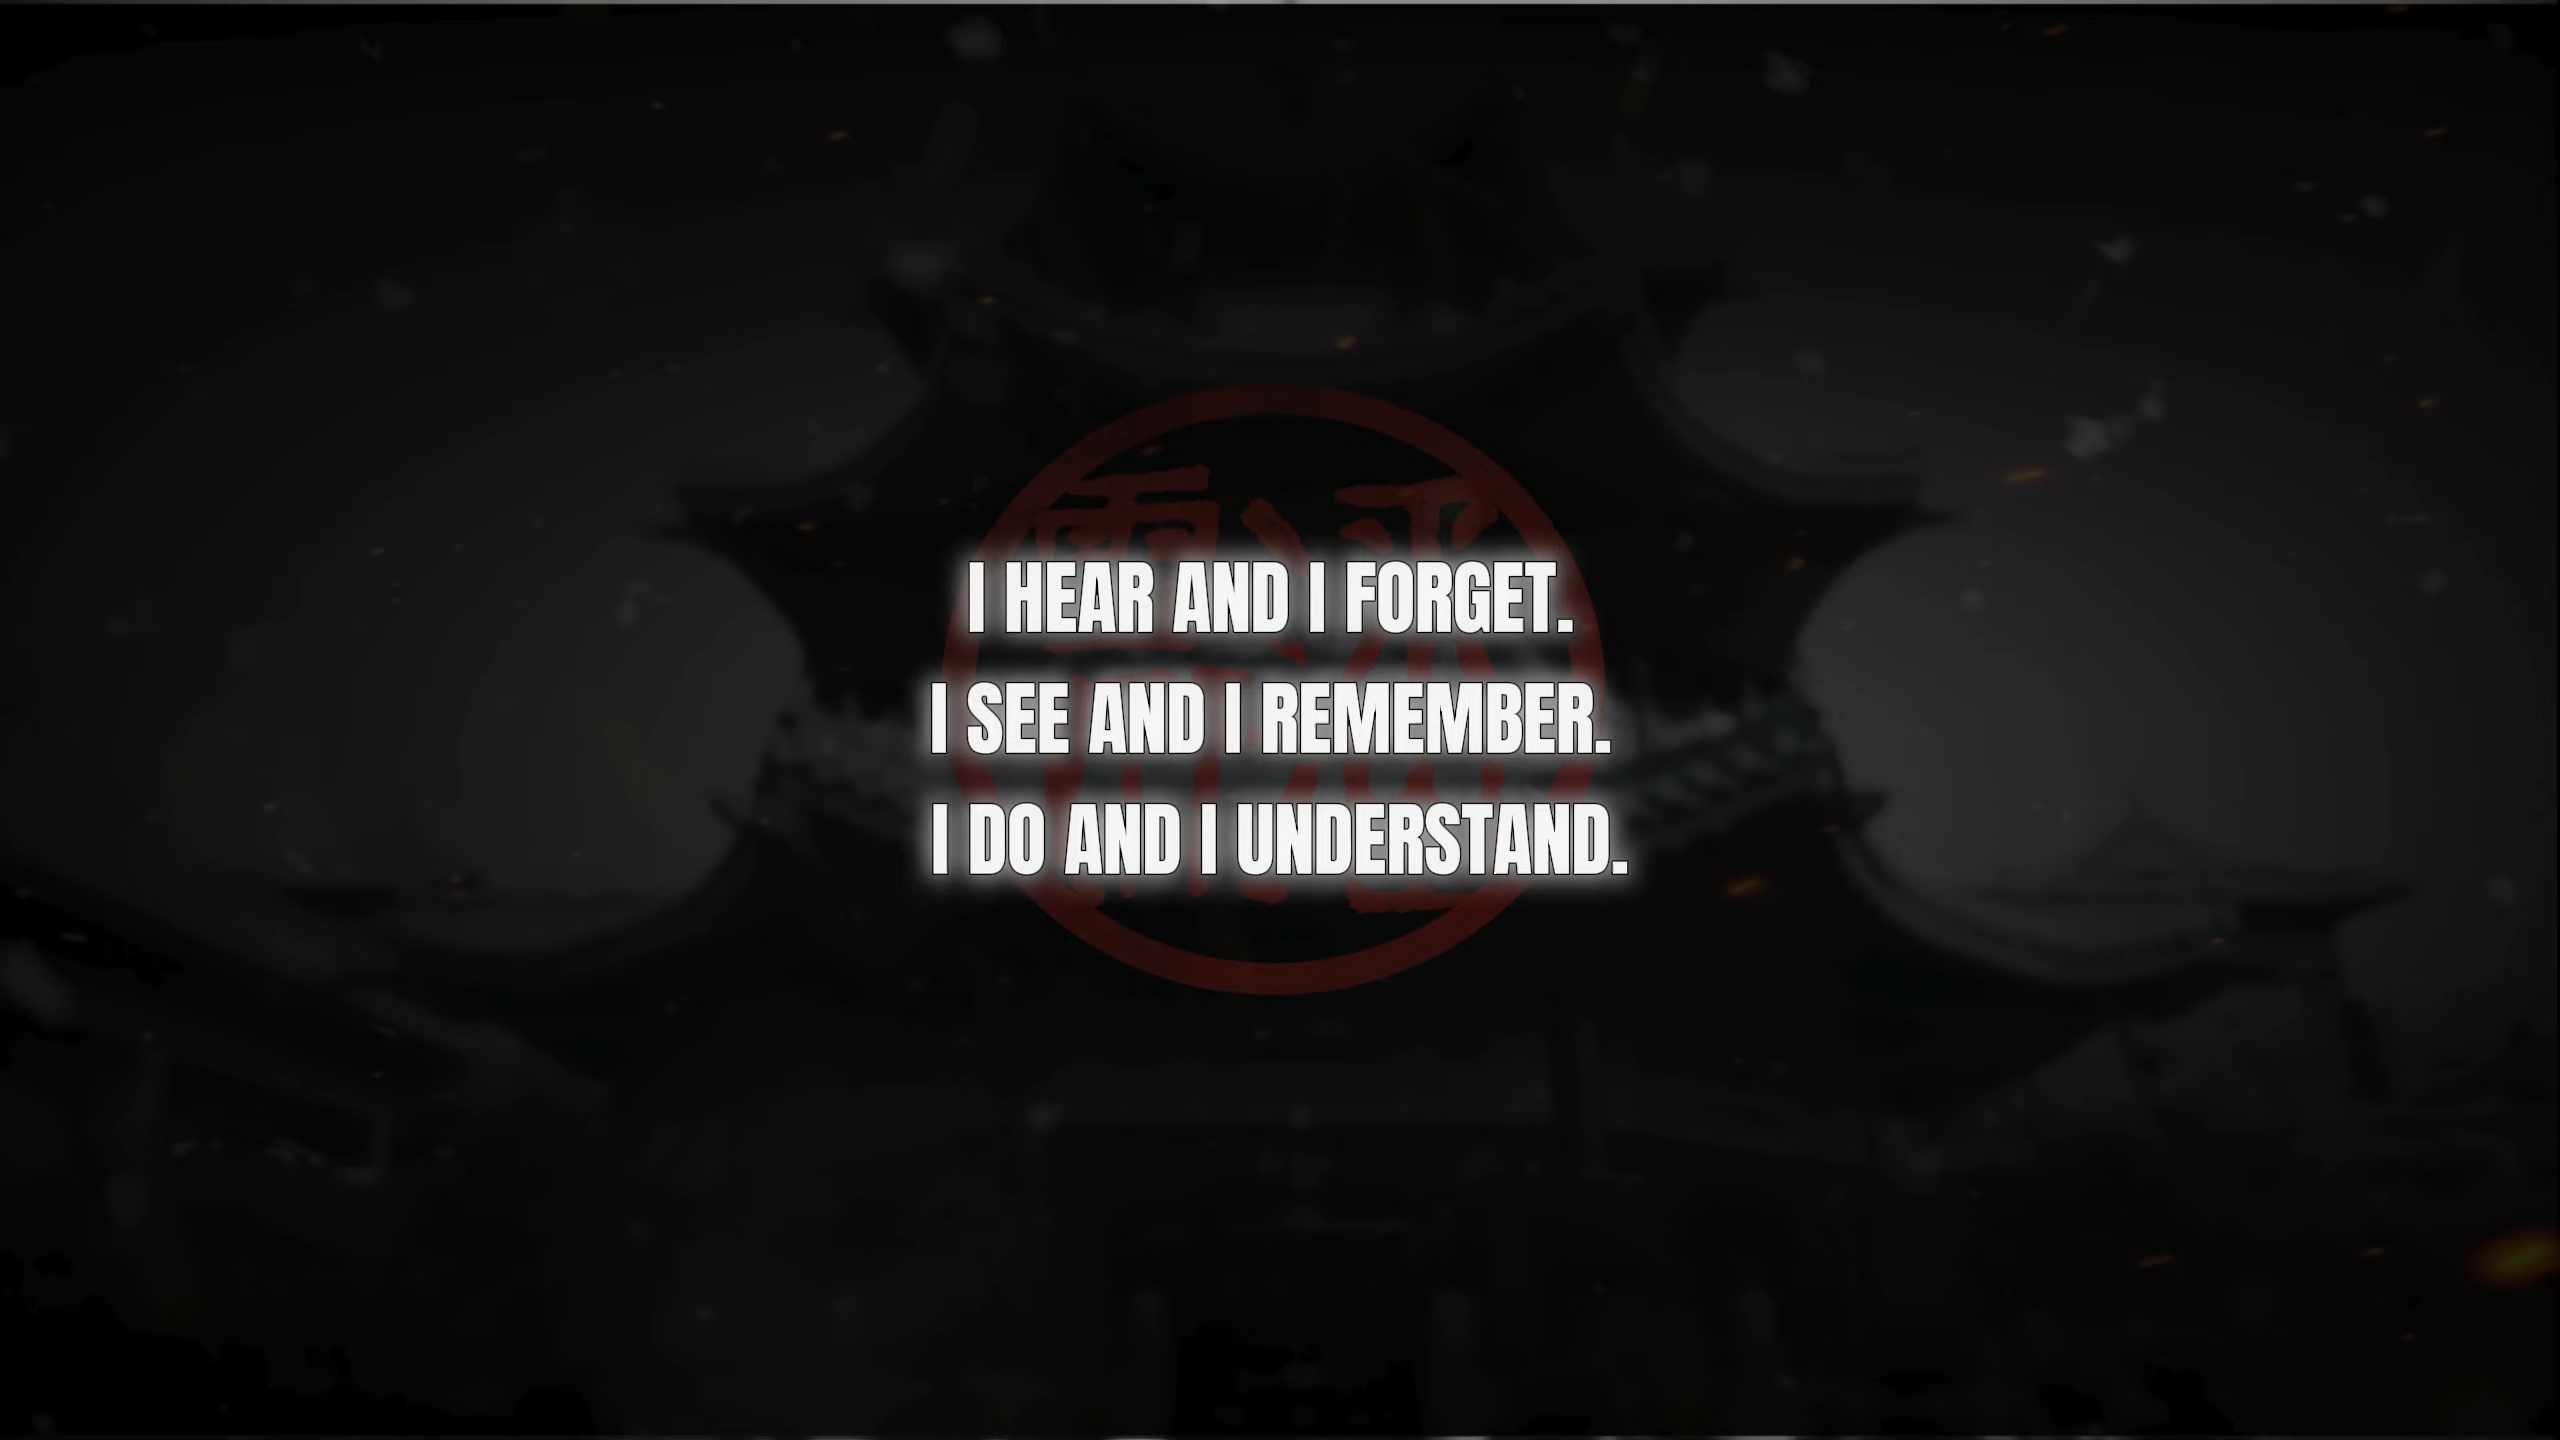 I HEAR AND I FORGET.
I SEE AND I REMEMBER.
I DO AND I UNDERSTAND.